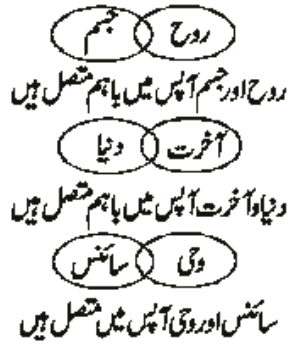 روح جسم
روح اور جسم آپس میں باہم متصل ہیں
آخرت دنیا
دنیا و آخرت آپس میں باہم متصل ہیں
وحی سائنس
سائنس اور وحی آپس میں متصل ہیں